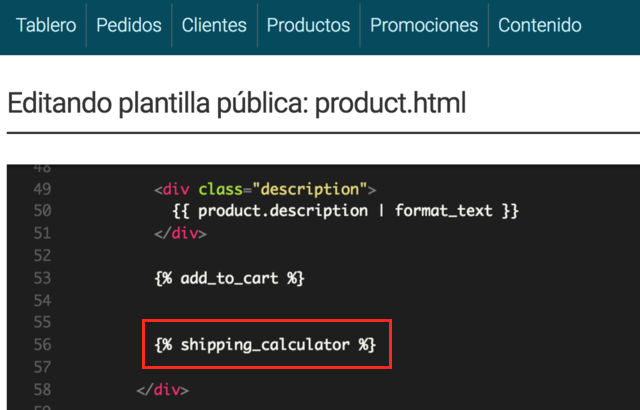 Tablero Pedidos Clientes Productos Promociones Contenido
Editando plantilla pública: product.html
48
49 <div class="description">
50 {{ product.description | format_text }}
51 </div>
52
53 {% add_to_cart %}
54
55
56 {% shipping_calculator %}
57
58 </div>